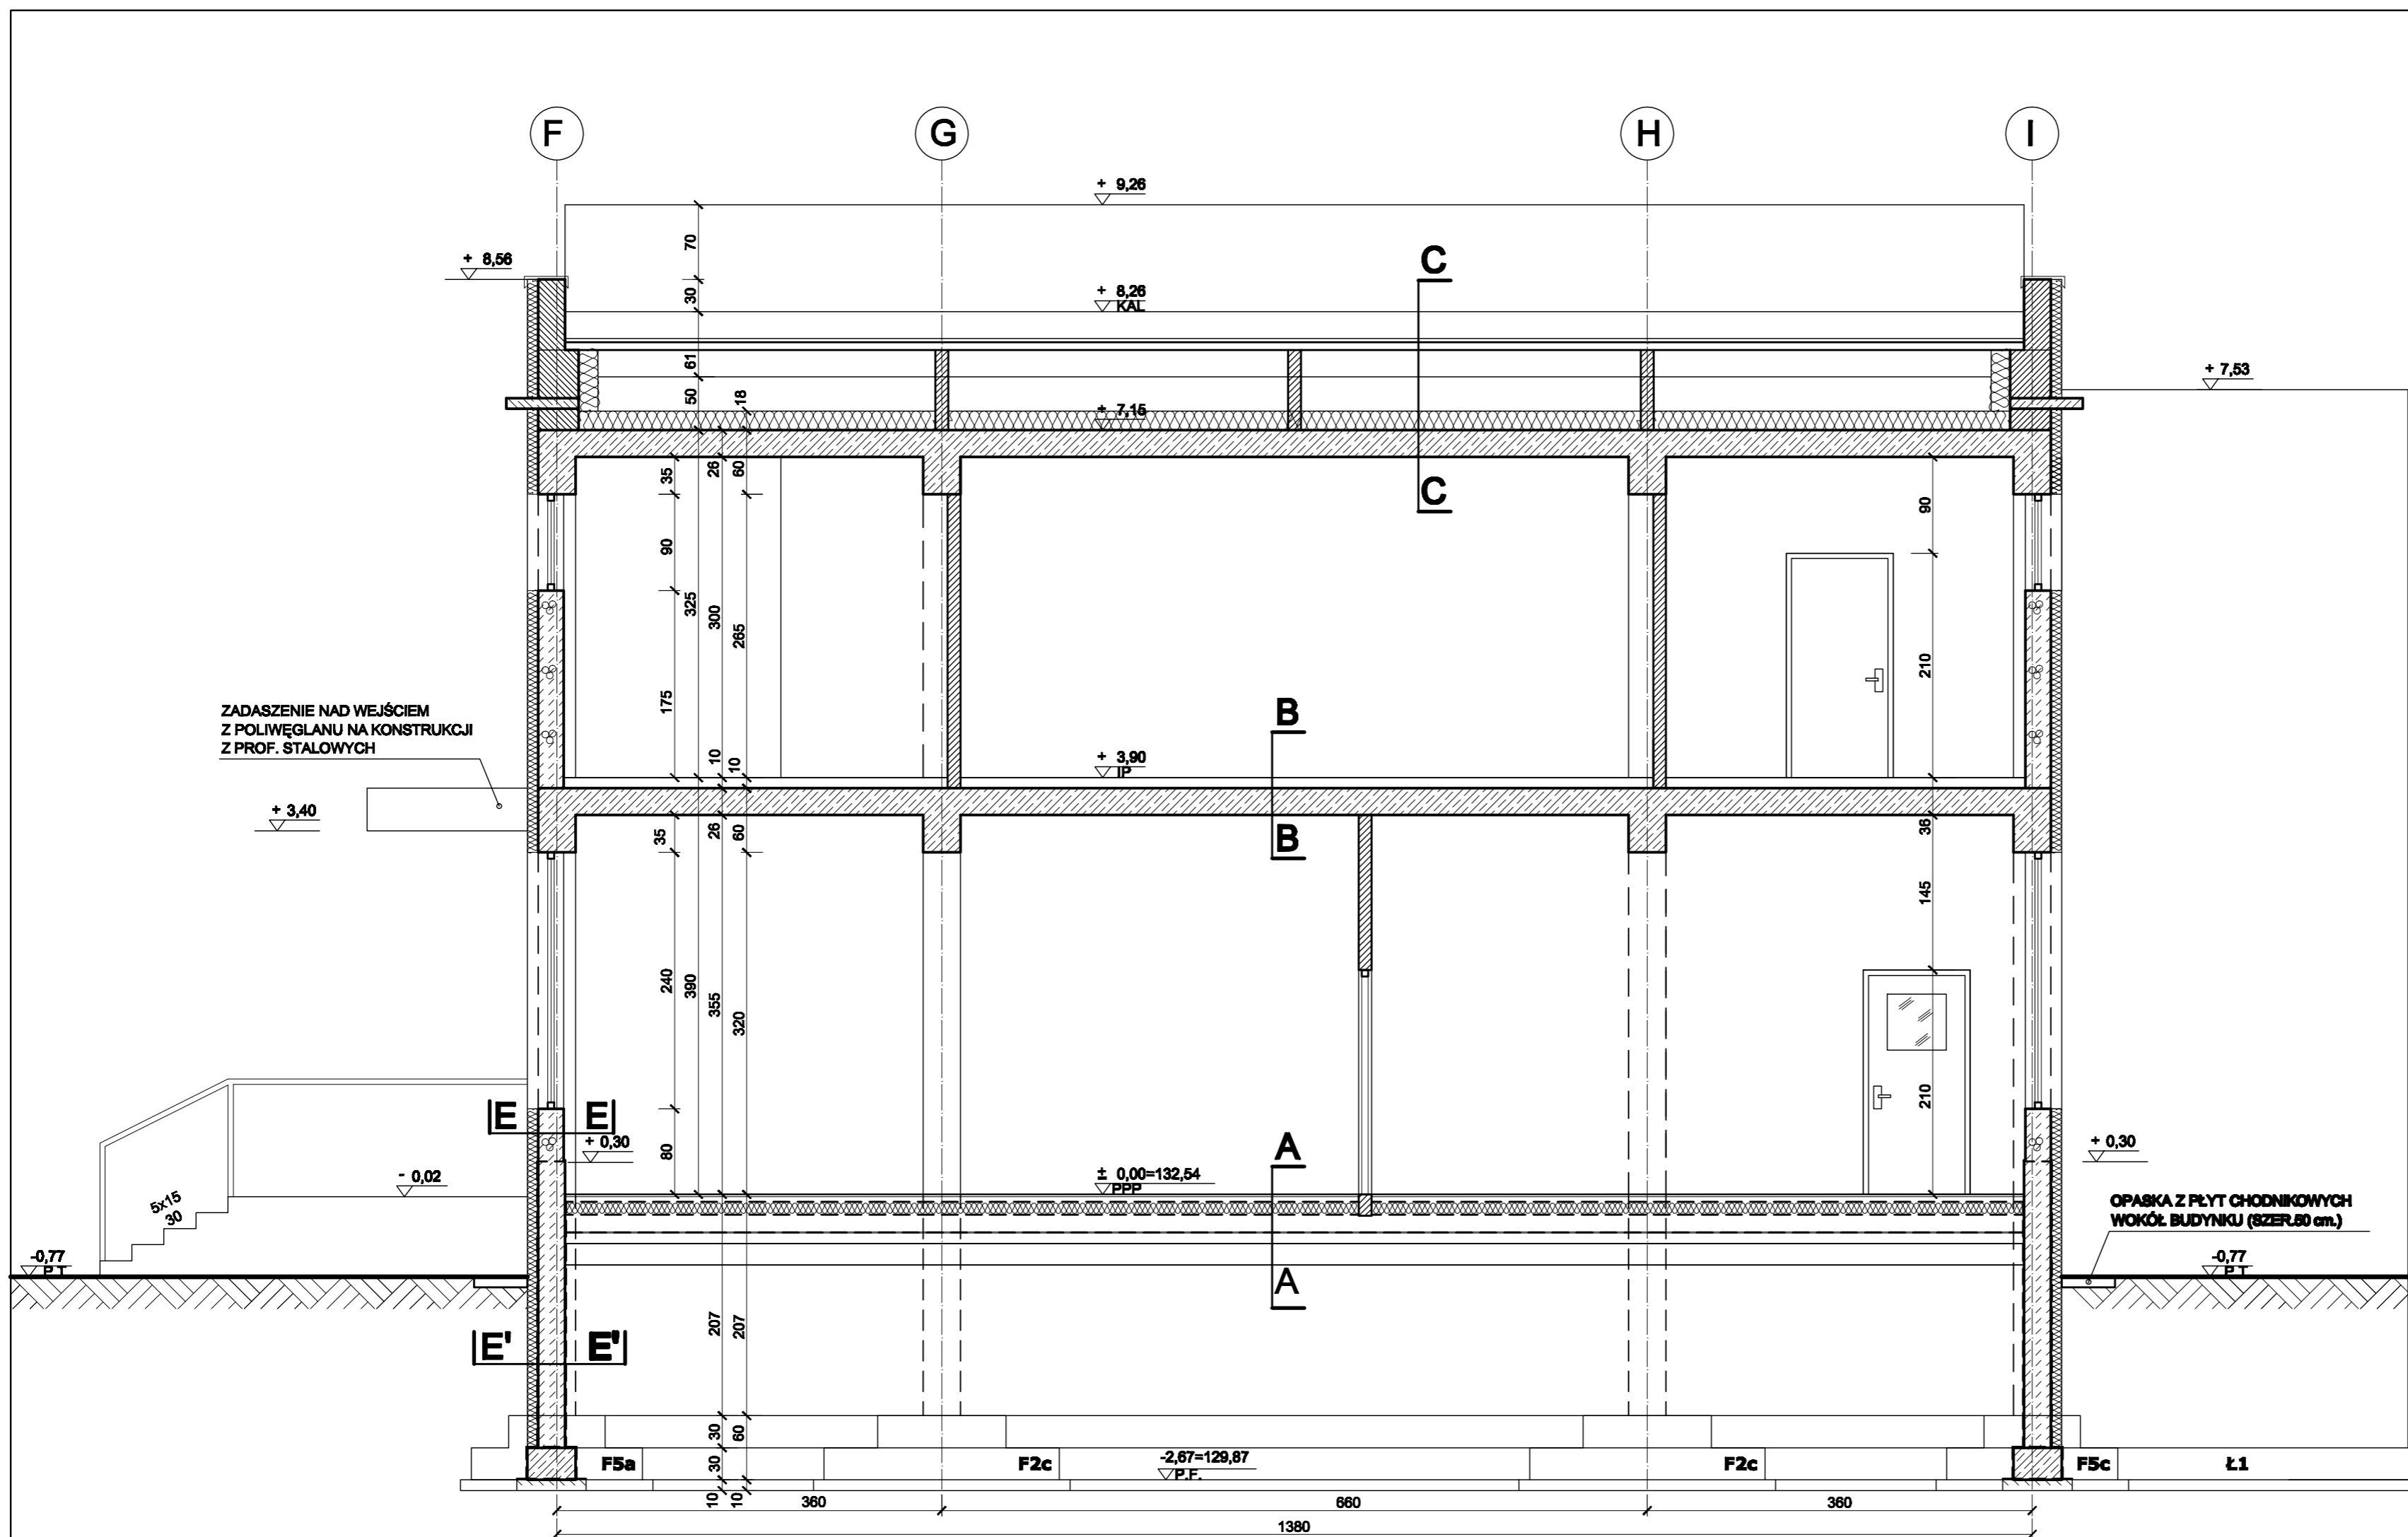 F
G
H
I
+ 9,26
+ 8,56
70
30
C
+ 8,26
KAL
61
50
18
+ 7,53
+ 7,15
35
26
60
C
90
90
325
300
265
210
175
ZADASZENIE NAD WEJŚCIEM
Z POLIWĘGLANU NA KONSTRUKCJI
Z PROF. STALOWYCH
B
10
10
+ 3,90
IP
+ 3,40
35
26
60
B
36
145
240
390
355
320
210
E E
+ 0,30
80
A
+ 0,30
- 0,02
± 0,00=132,54
PPP
5x15
30
OPASKA Z PŁYT CHODNIKOWYCH
WOKÓŁ BUDYNKU (SZER.50 cm.)
-0,77
P.T
-0,77
P.T
A
207
207
E' E'
30
60
30
F5a
F2c
-2,67=129,87
P.F.
F2c
F5c
Ł1
10
10
360
660
360
1380